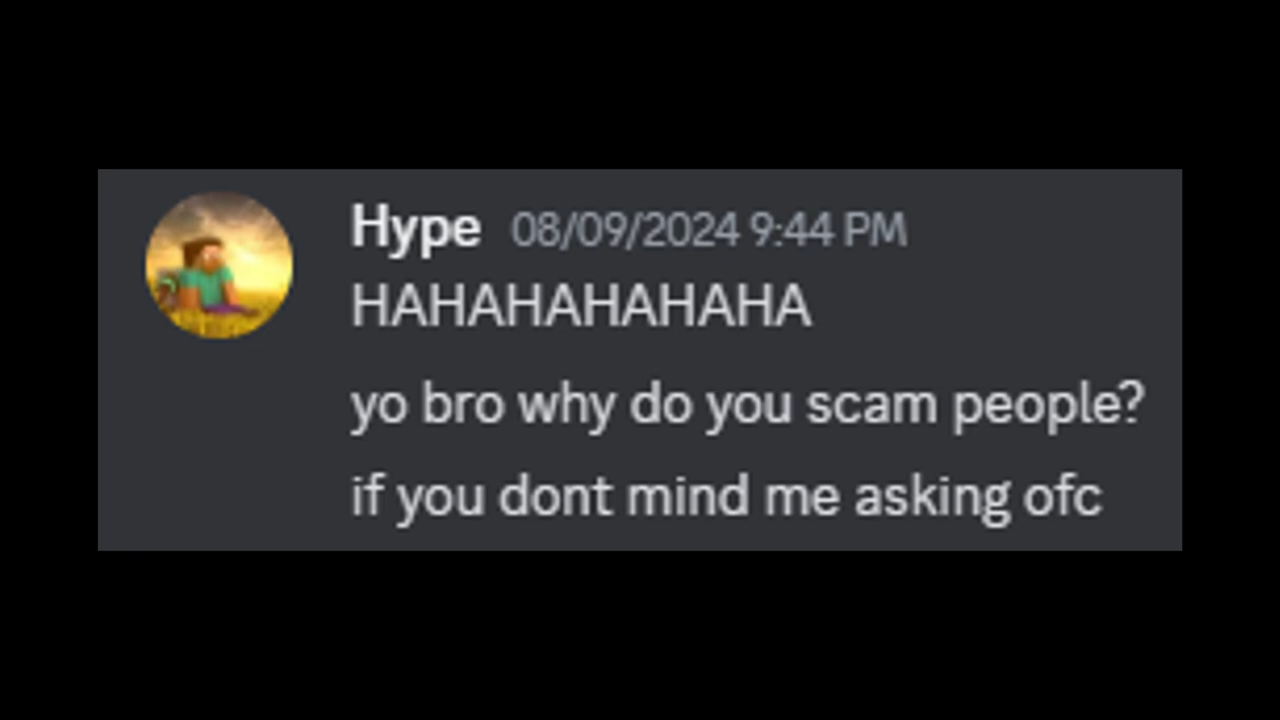 Hype 08/09/2024 9:44 PM
HAHAHAHAHAHA
yo bro why do you scam people?
if you dont mind me asking ofc